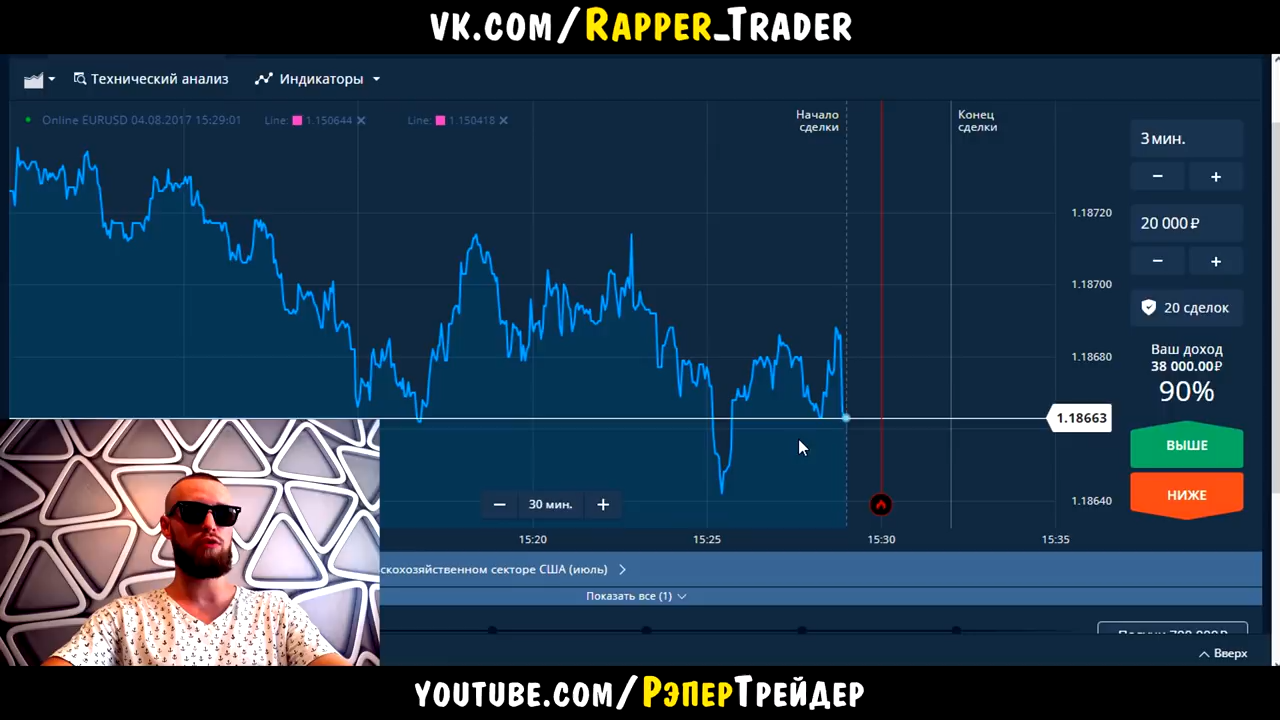 vk.com/Rapper_Trader
Технический анализ
Индикаторы
Online EURUSD 04.08.2017 15:29:01
Line: 1.150644
Line: 1.150418
Начало
сделки
Конец
сделки
3 мин.
20 000 ₽
20 сделок
Ваш доход
38 000.00₽
90%
ВЫШЕ
НИЖЕ
1.18720
1.18700
1.18680
1.18663
1.18640
30 мин.
15:20
15:25
15:30
15:35
скохозяйственном секторе США (июль)
Показать все (1)
Вверх
youtube.com/РэперТрейдер